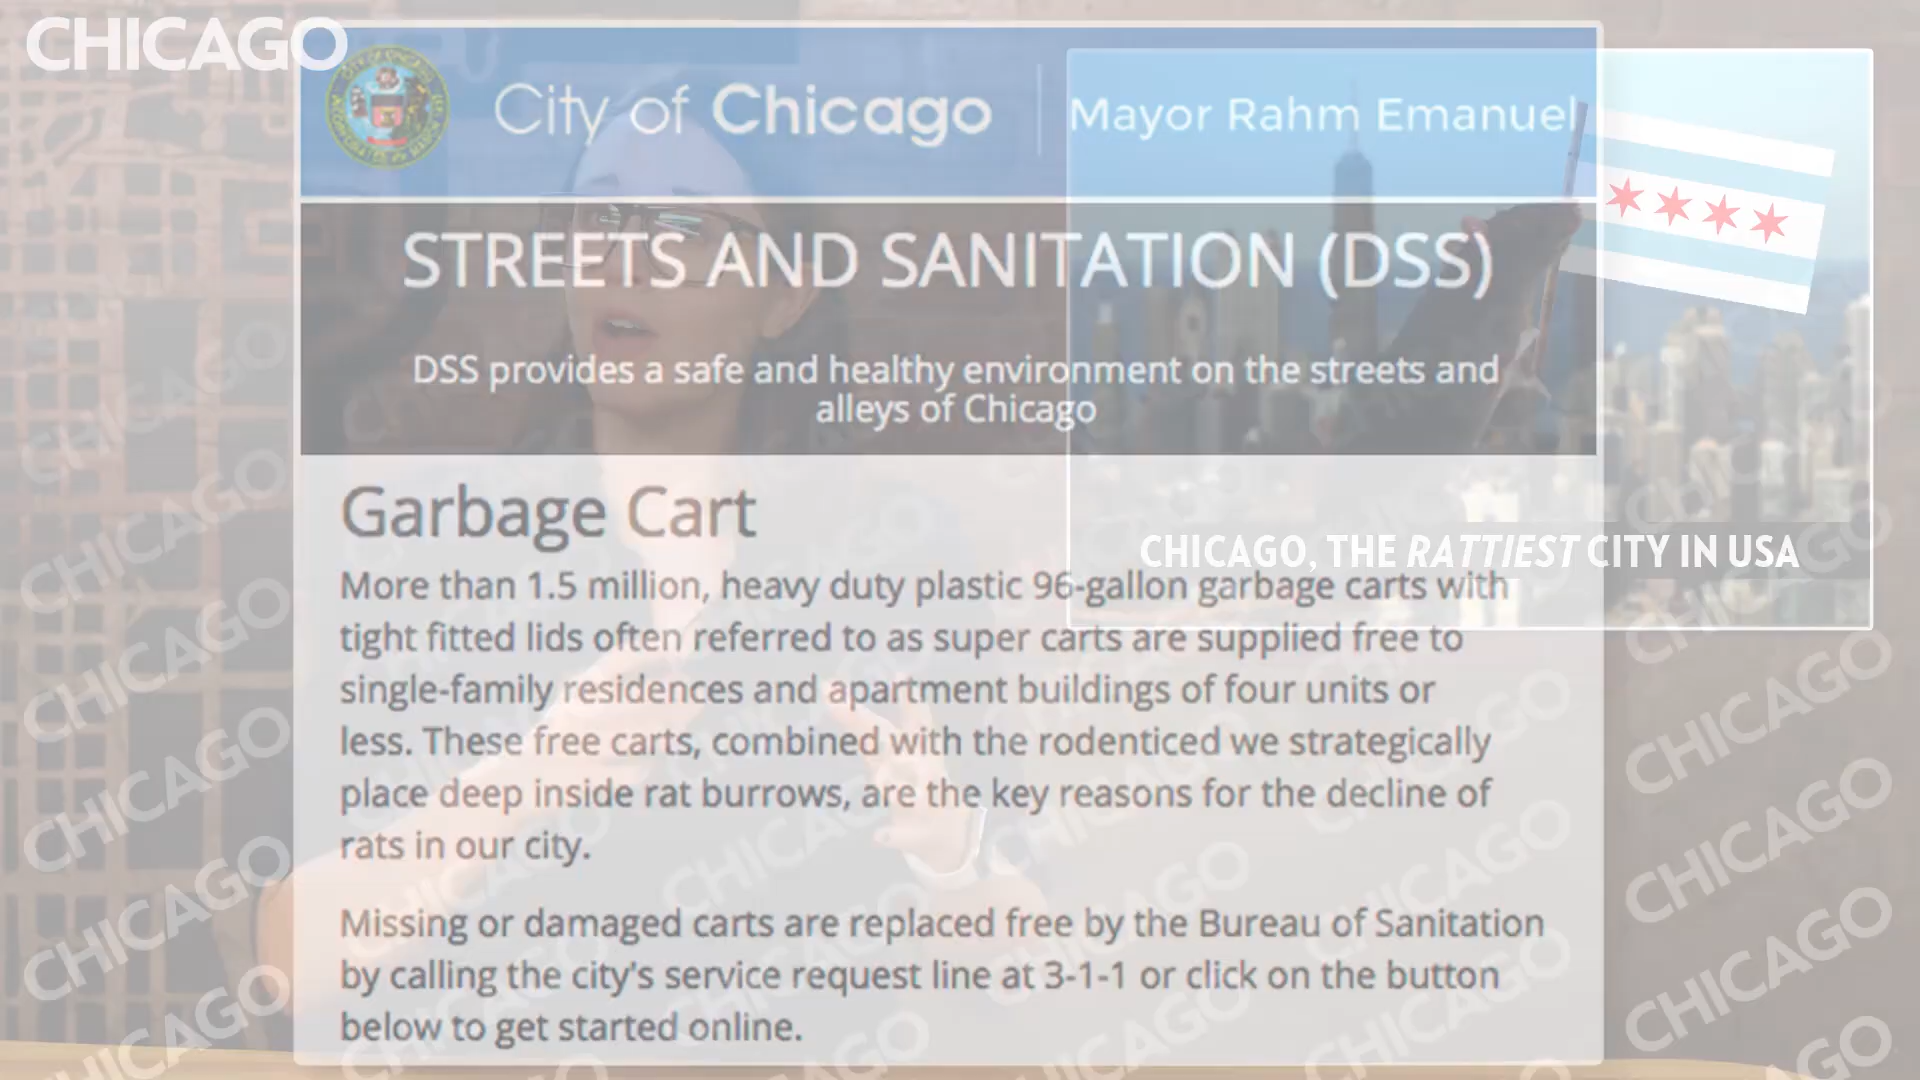 CHICAGO
City of Chicago
Mayor Rahm Emanuel
STREETS AND SANITATION (DSS)
DSS provides a safe and healthy environment on the streets and
alleys of Chicago
CHICAGO, THE RATTIEST CITY IN USA
Garbage Cart
More than 1.5 million, heavy duty plastic 96-gallon garbage carts with
tight fitted lids often referred to as super carts are supplied free to
single-family residences and apartment buildings of four units or
less. These free carts, combined with the rodenticed we strategically
place deep inside rat burrows, are the key reasons for the decline of
rats in our city.
Missing or damaged carts are replaced free by the Bureau of Sanitation
by calling the city's service request line at 3-1-1 or click on the button
below to get started online.